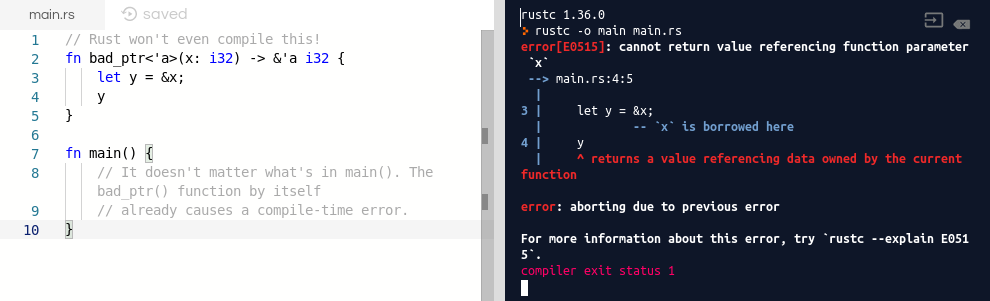 main.rs
saved
1 // Rust won't even compile this!
2 fn bad_ptr<'a>(x: i32) -> &'a i32 {
3 let y = &x;
4 y
5 }
6
7 fn main() {
8 // It doesn't matter what's in main(). The
bad_ptr() function by itself
9 // already causes a compile-time error.
10 }
rustc 1.36.0
> rustc -o main main.rs
error[E0515]: cannot return value referencing function parameter
`x`
--> main.rs:4:5
|
3 | let y = &x;
| -- `x` is borrowed here
4 | y
| ^ returns a value referencing data owned by the current
function
error: aborting due to previous error
For more information about this error, try `rustc --explain E051
5`.
compiler exit status 1